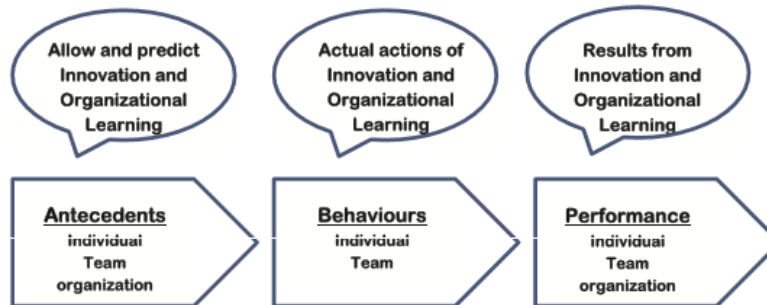 Allow and predict
Innovation and
Organizational
Learning
Actual actions of
Innovation and
Organizational
Learning
Results from
Innovation and
Organizational
Learning
Antecedents
individual
Team
organization
Behaviours
individual
Team
Performance
individual
Team
organization